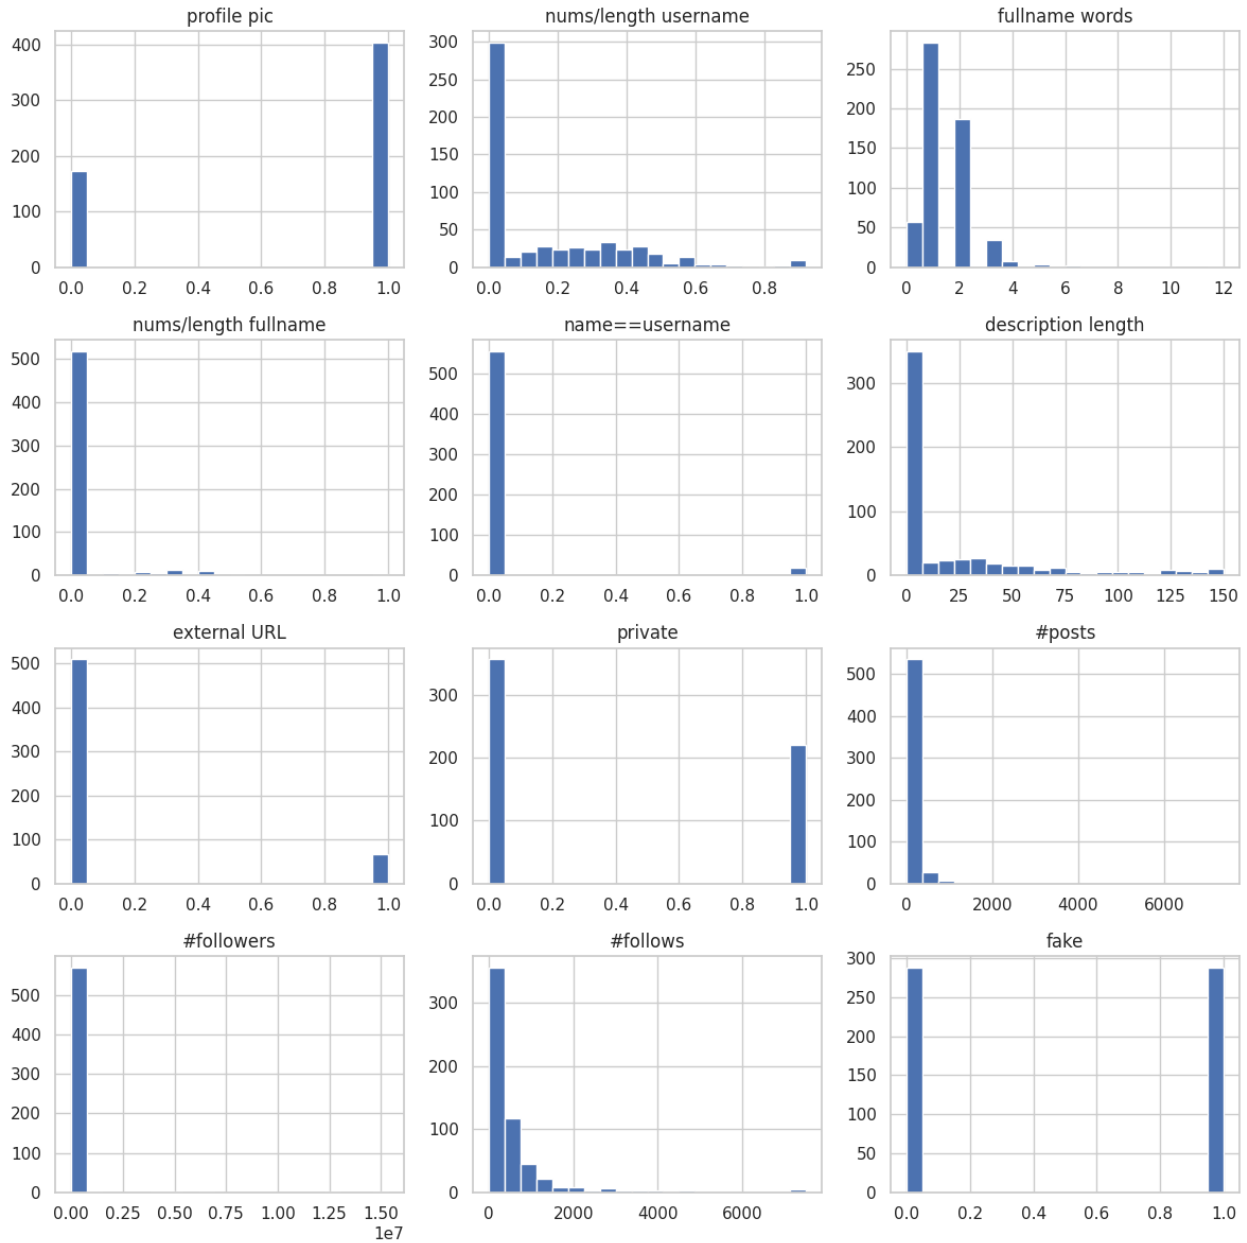 profile pic
400
300
200
100
0
0.0 0.2 0.4 0.6 0.8 1.0
nums/length username
300
250
200
150
100
50
0
0.0 0.2 0.4 0.6 0.8
fullname words
250
200
150
100
50
0
0 2 4 6 8 10 12
nums/length fullname
500
400
300
200
100
0
0.0 0.2 0.4 0.6 0.8 1.0
name==username
500
400
300
200
100
0
0.0 0.2 0.4 0.6 0.8 1.0
description length
300
200
100
0
0 25 50 75 100 125 150
external URL
500
400
300
200
100
0
0.0 0.2 0.4 0.6 0.8 1.0
private
300
200
100
0
0.0 0.2 0.4 0.6 0.8 1.0
#posts
500
400
300
200
100
0
0 2000 4000 6000
#followers
500
400
300
200
100
0
0.00 0.25 0.50 0.75 1.00 1.25 1.50
1e7
#follows
300
200
100
0
0 2000 4000 6000
fake
300
250
200
150
100
50
0
0.0 0.2 0.4 0.6 0.8 1.0